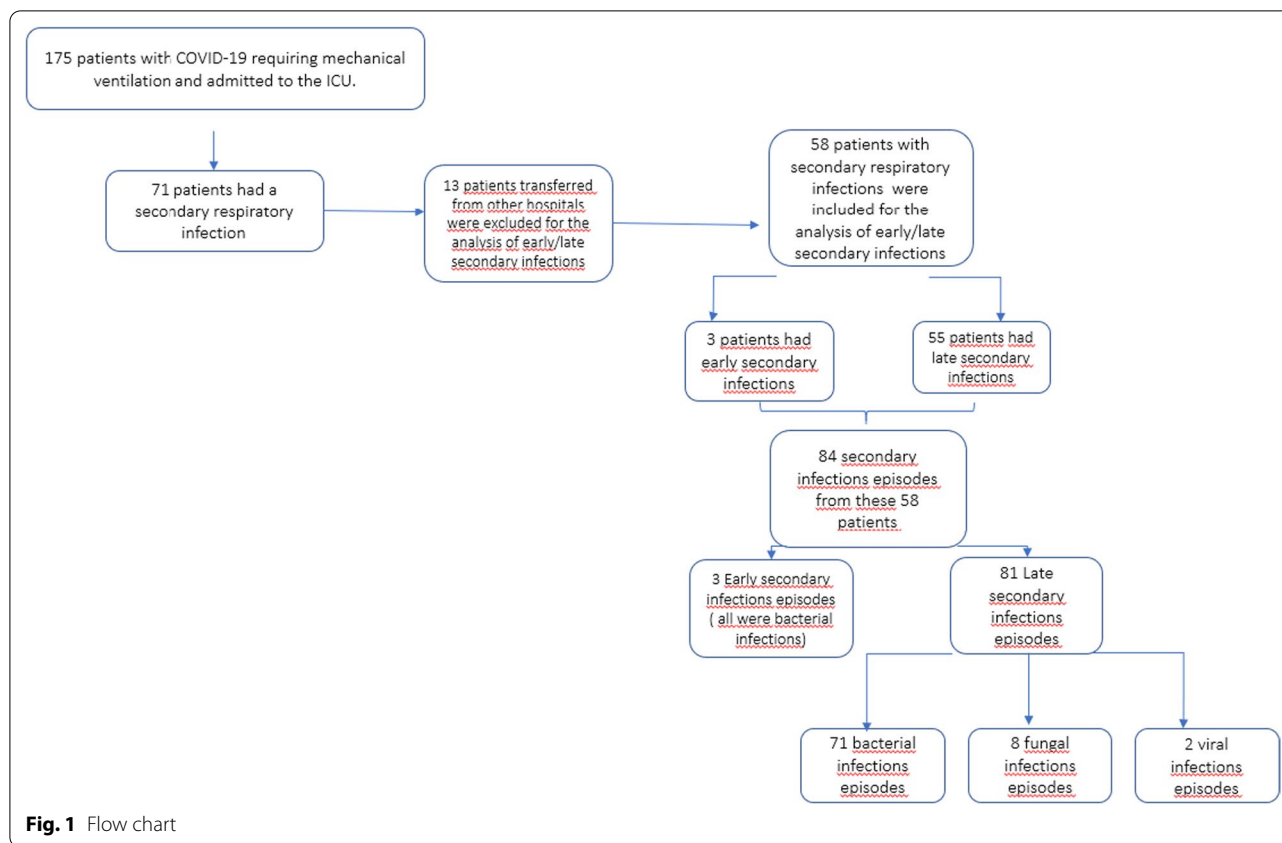 175 patients with COVID-19 requiring mechanical
ventilation and admitted to the ICU.
71 patients had a
secondary respiratory
infection
13 patients transferred
from other hospitals
were excluded for the
analysis of early/late
secondary infections
58 patients with
secondary respiratory
infections were
included for the
analysis of early/late
secondary infections
3 patients had
early secondary
infections
55 patients had
late secondary
infections
84 secondary
infections episodes
from these 58
patients
3 Early secondary
infections episodes
( all were bacterial
infections)
81 Late
secondary
infections
episodes
71 bacterial
infections
episodes
8 fungal
infections
episodes
2 viral
infections
episodes
Fig. 1 Flow chart